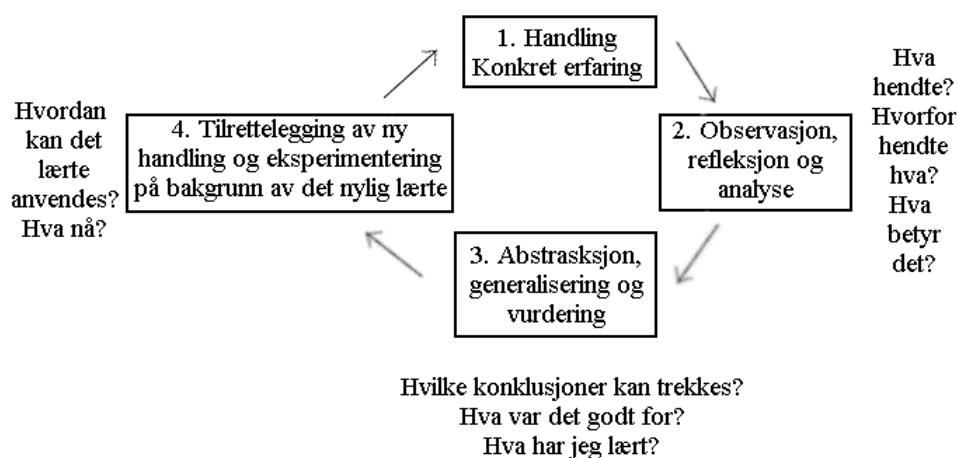 1. Handling
Konkret erfaring
2. Observasjon,
refleksjon og
analyse
Hva
hendte?
Hvorfor
hendte
hva?
Hva
betyr
det?
3. Abstrasksjon,
generalisering og
vurdering
Hvilke konklusjoner kan trekkes?
Hva var det godt for?
Hva har jeg lært?
4. Tilrettelegging av ny
handling og eksperimentering
på bakgrunn av det nylig lærte
Hvordan
kan det
lærte
anvendes?
Hva nå?